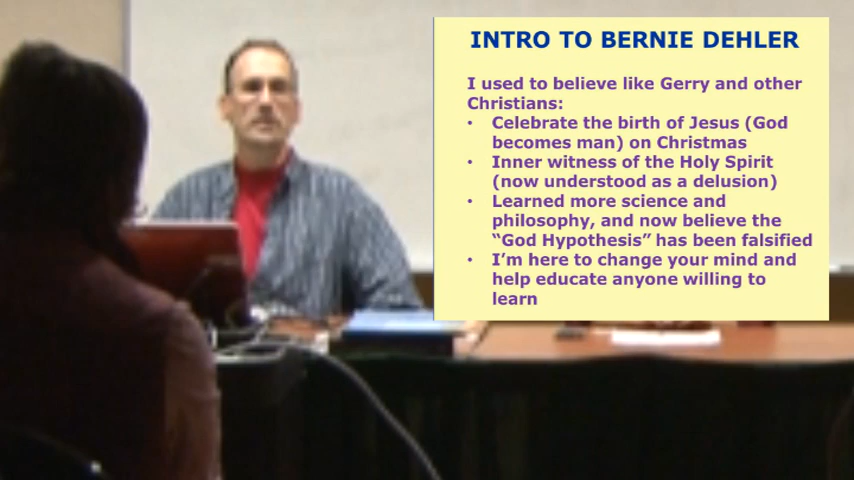 INTRO TO BERNIE DEHLER
I used to believe like Gerry and other
Christians:
• Celebrate the birth of Jesus (God
becomes man) on Christmas
• Inner witness of the Holy Spirit
(now understood as a delusion)
• Learned more science and
philosophy, and now believe the
“God Hypothesis” has been falsified
• I’m here to change your mind and
help educate anyone willing to
learn